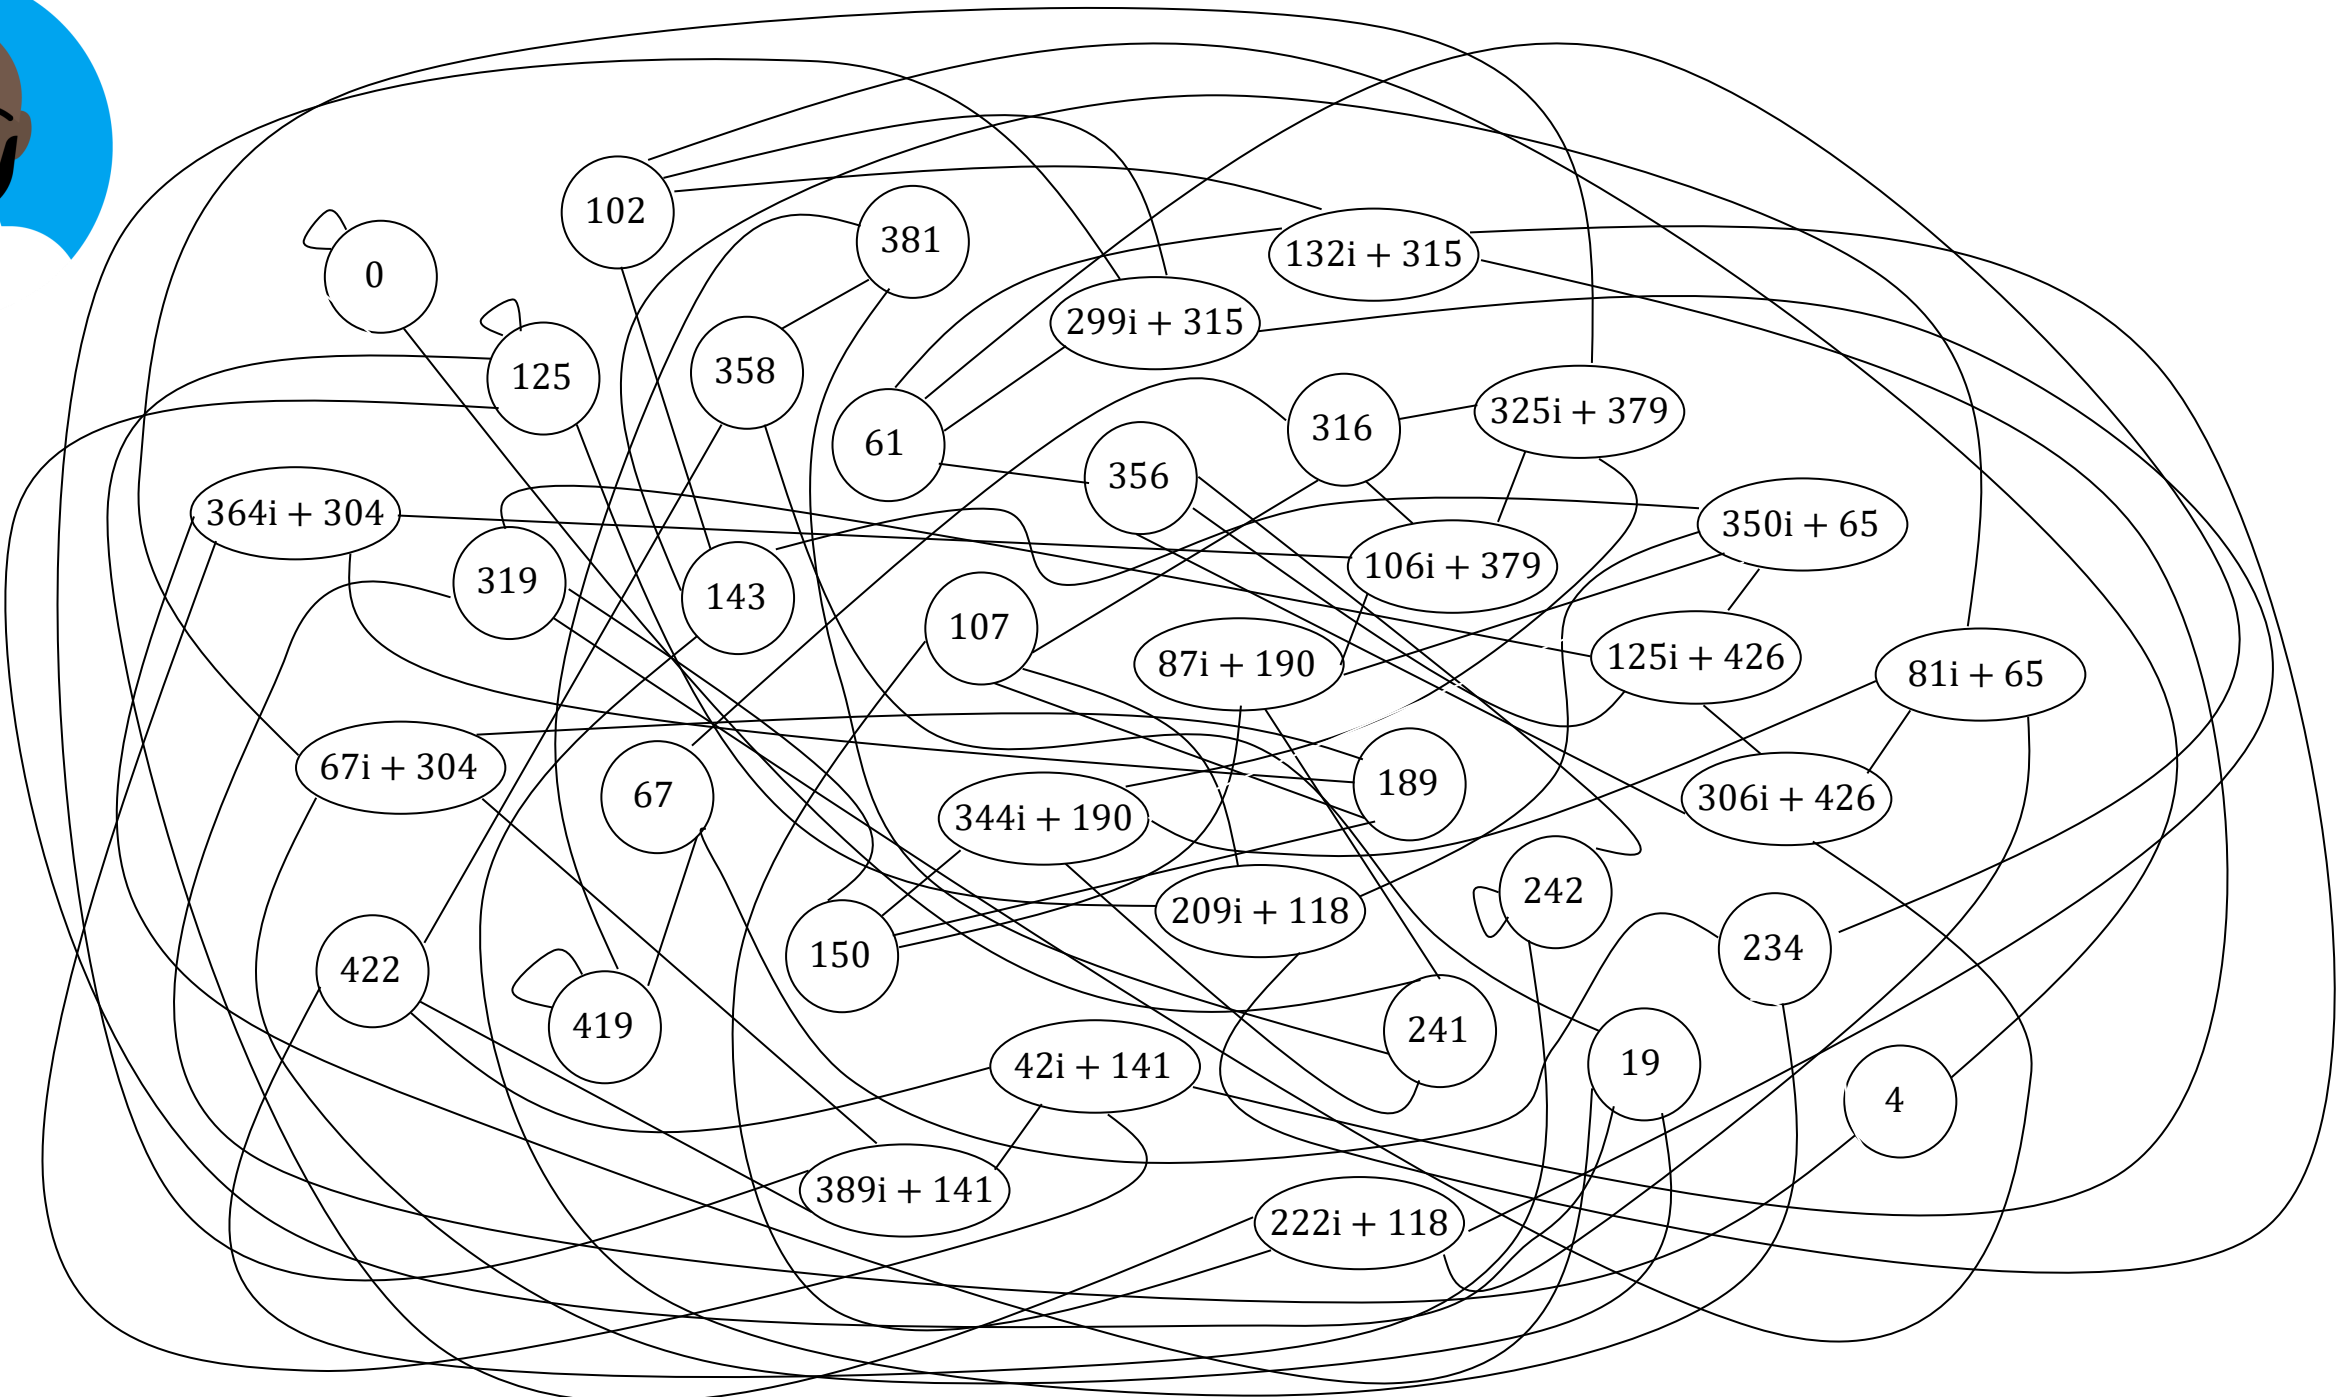 102
381
132i + 315
0
299i + 315
125
358
61
316
325i + 379
356
364i + 304
350i + 65
319
143
106i + 379
107
87i + 190
125i + 426
81i + 65
67i + 304
67
344i + 190
189
306i + 426
242
209i + 118
234
422
150
419
241
42i + 141
19
4
389i + 141
222i + 118